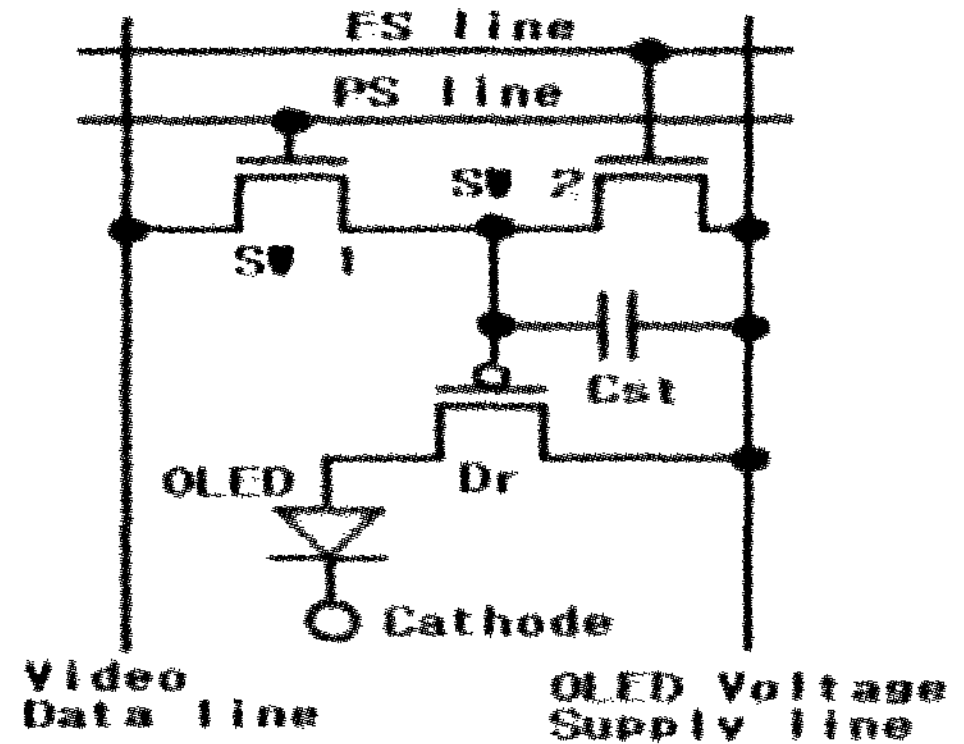 ES line
PS line
SW 2
SW 1
Cst
OLED
Dr
Cathode
Video
Data line
OLED Voltage
Supply line